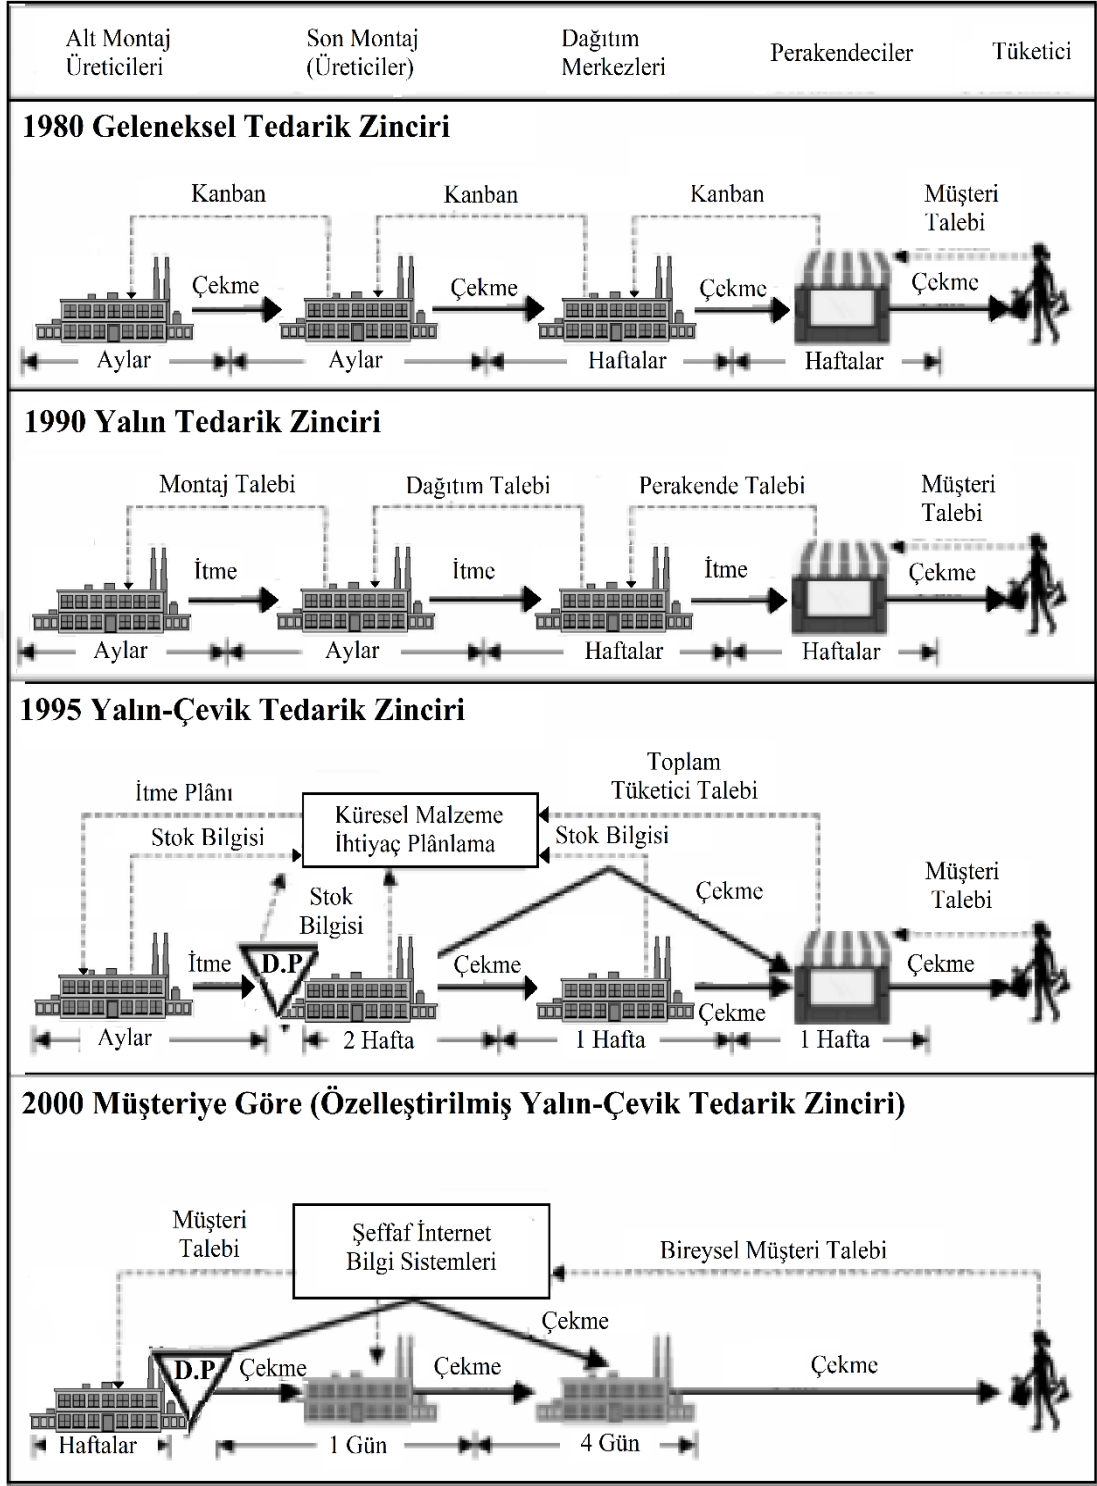 Alt Montaj
Üreticileri
Son Montaj
(Üreticiler)
Dağıtım
Merkezleri
Perakendeciler
Tüketici
1980 Geleneksel Tedarik Zinciri
Kanban
Kanban
Kanban
Müşteri
Talebi
Çekme
Çekme
Çekme
Çekme
Aylar
Aylar
Haftalar
Haftalar
1990 Yalın Tedarik Zinciri
Montaj Talebi
Dağıtım Talebi
Perakende Talebi
Müşteri
Talebi
İtme
İtme
İtme
Çekme
Aylar
Aylar
Haftalar
Haftalar
1995 Yalın-Çevik Tedarik Zinciri
İtme Plânı
Stok Bilgisi
Küresel Malzeme
İhtiyaç Plânlama
Toplam
Tüketici Talebi
Stok Bilgisi
Stok
Bilgisi
Çekme
Müşteri
Talebi
İtme
D.P
Çekme
Çekme
Çekme
Aylar
2 Hafta
1 Hafta
1 Hafta
2000 Müşteriye Göre (Özelleştirilmiş Yalın-Çevik Tedarik Zinciri)
Müşteri
Talebi
Şeffaf İnternet
Bilgi Sistemleri
Bireysel Müşteri Talebi
Çekme
D.P
Çekme
Çekme
Çekme
Haftalar
1 Gün
4 Gün